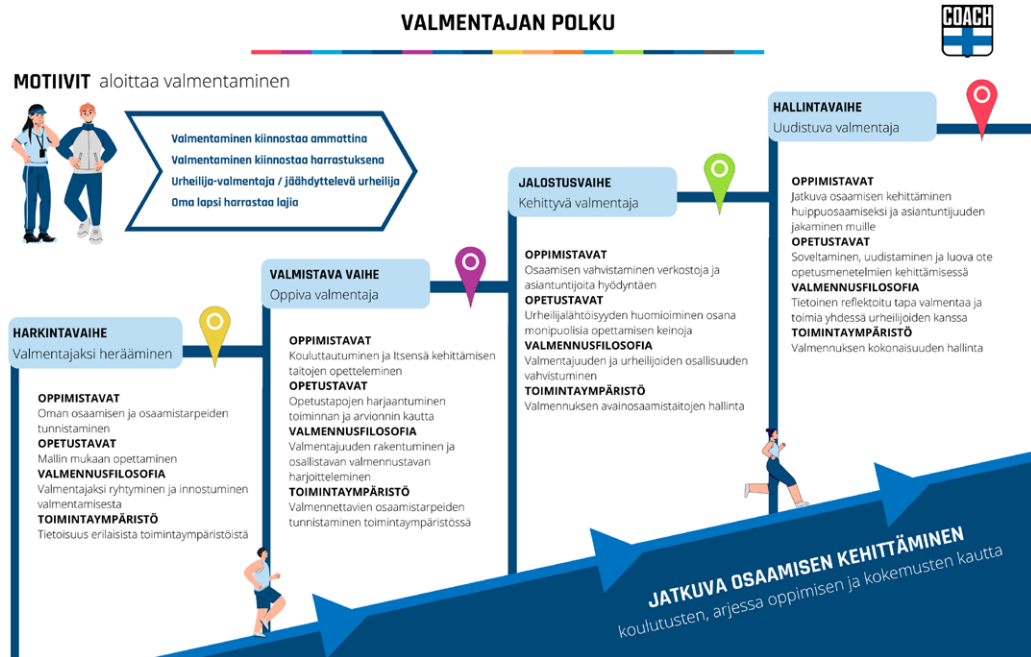 VALMENTAJAN POLKU
COACH
MOTIIVIT aloittaa valmentaminen
Valmentaminen kiinnostaa ammattina
Valmentaminen kiinnostaa harrastuksena
Urheilija-valmentaja / jäähdyttelevä urheilija
Oma lapsi harrastaa lajia
HARKINTAVAIHE
Valmentajaksi herääminen
OPPIMISTAVAT
Oman osaamisen ja osaamistarpeiden
tunnistaminen
OPETUSTAVAT
Mallin mukaan opettaminen
VALMENNUSFILOSOFIA
Valmentajaksi ryhtyminen ja innostuminen
valmentamisesta
TOIMINTAYMPÄRISTÖ
Tietoisuus erilaisista toimintaympäristöistä
VALMISTAVA VAIHE
Oppiva valmentaja
OPPIMISTAVAT
Kouluttautuminen ja Itsensä kehittämisen
taitojen opetteleminen
OPETUSTAVAT
Opetustapojen harjaantuminen
toiminnan ja arvionnin kautta
VALMENNUSFILOSOFIA
Valmentajuuden rakentuminen ja
osallistavan valmennustavan
harjoitteleminen
TOIMINTAYMPÄRISTÖ
Valmennettavien osaamistarpeiden
tunnistaminen toimintaympäristössä
JALOSTUSVAIHE
Kehittyvä valmentaja
OPPIMISTAVAT
Osaamisen vahvistaminen verkostoja ja
asiantuntijoita hyödyntäen
OPETUSTAVAT
Urheilijalähtöisyyden huomioiminen osana
monipuolisia opettamisen keinoja
VALMENNUSFILOSOFIA
Valmentajuuden ja urheilijoiden osallisuuden
vahvistuminen
TOIMINTAYMPÄRISTÖ
Valmennuksen avainosaamistaitojen hallinta
HALLINTAVAIHE
Uudistuva valmentaja
OPPIMISTAVAT
Jatkuva osaamisen kehittäminen
huippuosaamiseksi ja asiantuntijuuden
jakaminen muille
OPETUSTAVAT
Soveltaminen, uudistaminen ja luova ote
opetusmenetelmien kehittämisessä
VALMENNUSFILOSOFIA
Tietoinen reflektoitu tapa valmentaa ja
toimia yhdessä urheilijoiden kanssa
TOIMINTAYMPÄRISTÖ
Valmennuksen kokonaisuuden hallinta
JATKUVA OSAAMISEN KEHITTÄMINEN
koulutusten, arjessa oppimisen ja kokemusten kautta